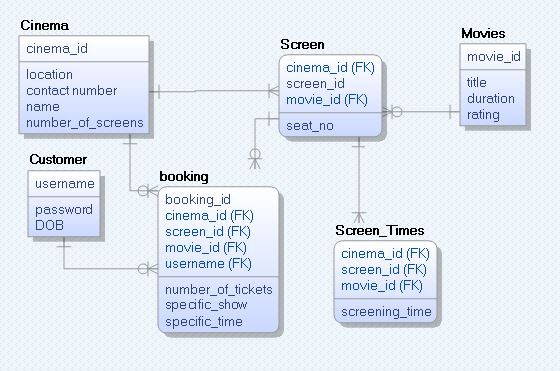 Cinema
cinema_id
location
contact number
name
number_of_screens
Screen
cinema_id (FK)
screen_id
movie_id (FK)
seat_no
Movies
movie_id
title
duration
rating
Customer
username
password
DOB
booking
booking_id
cinema_id (FK)
screen_id (FK)
movie_id (FK)
username (FK)
number_of_tickets
specific_show
specific_time
Screen_Times
cinema_id (FK)
screen_id (FK)
movie_id (FK)
screening_time